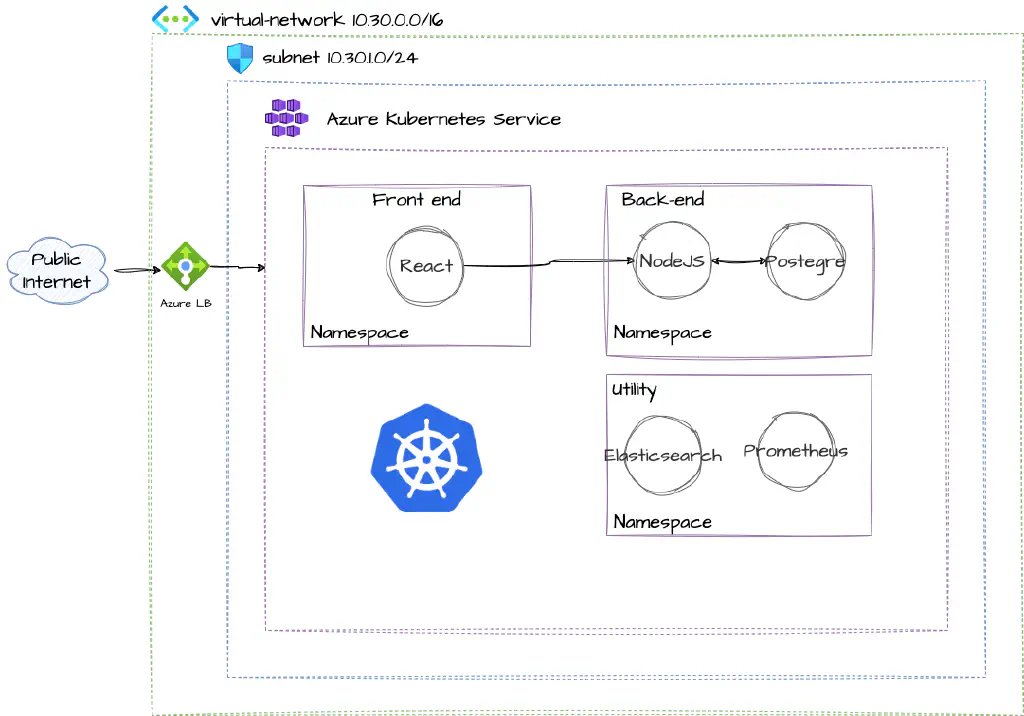 virtual-network 10.30.0.0/16
subnet 10.30.1.0/24
Azure Kubernetes Service
Public
Internet
Azure LB
Front end
React
Namespace
Back-end
NodeJS
Postegre
Namespace
Utility
Elasticsearch
Prometheus
Namespace